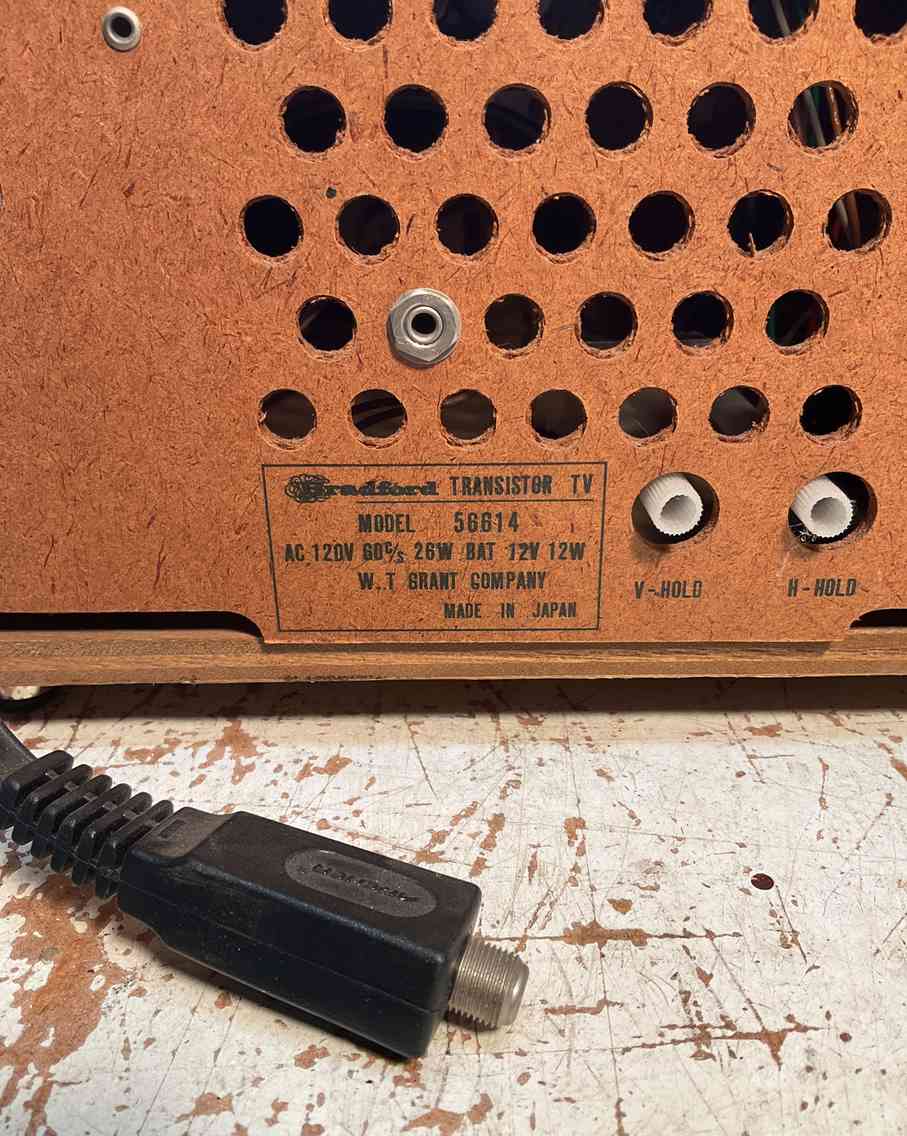 Bradford TRANSISTOR TV
MODEL 56614
AC 120V 60c/s 26W BAT 12V 12W
W..T GRANT COMPANY
MADE IN JAPAN
V-HOLD
H-HOLD